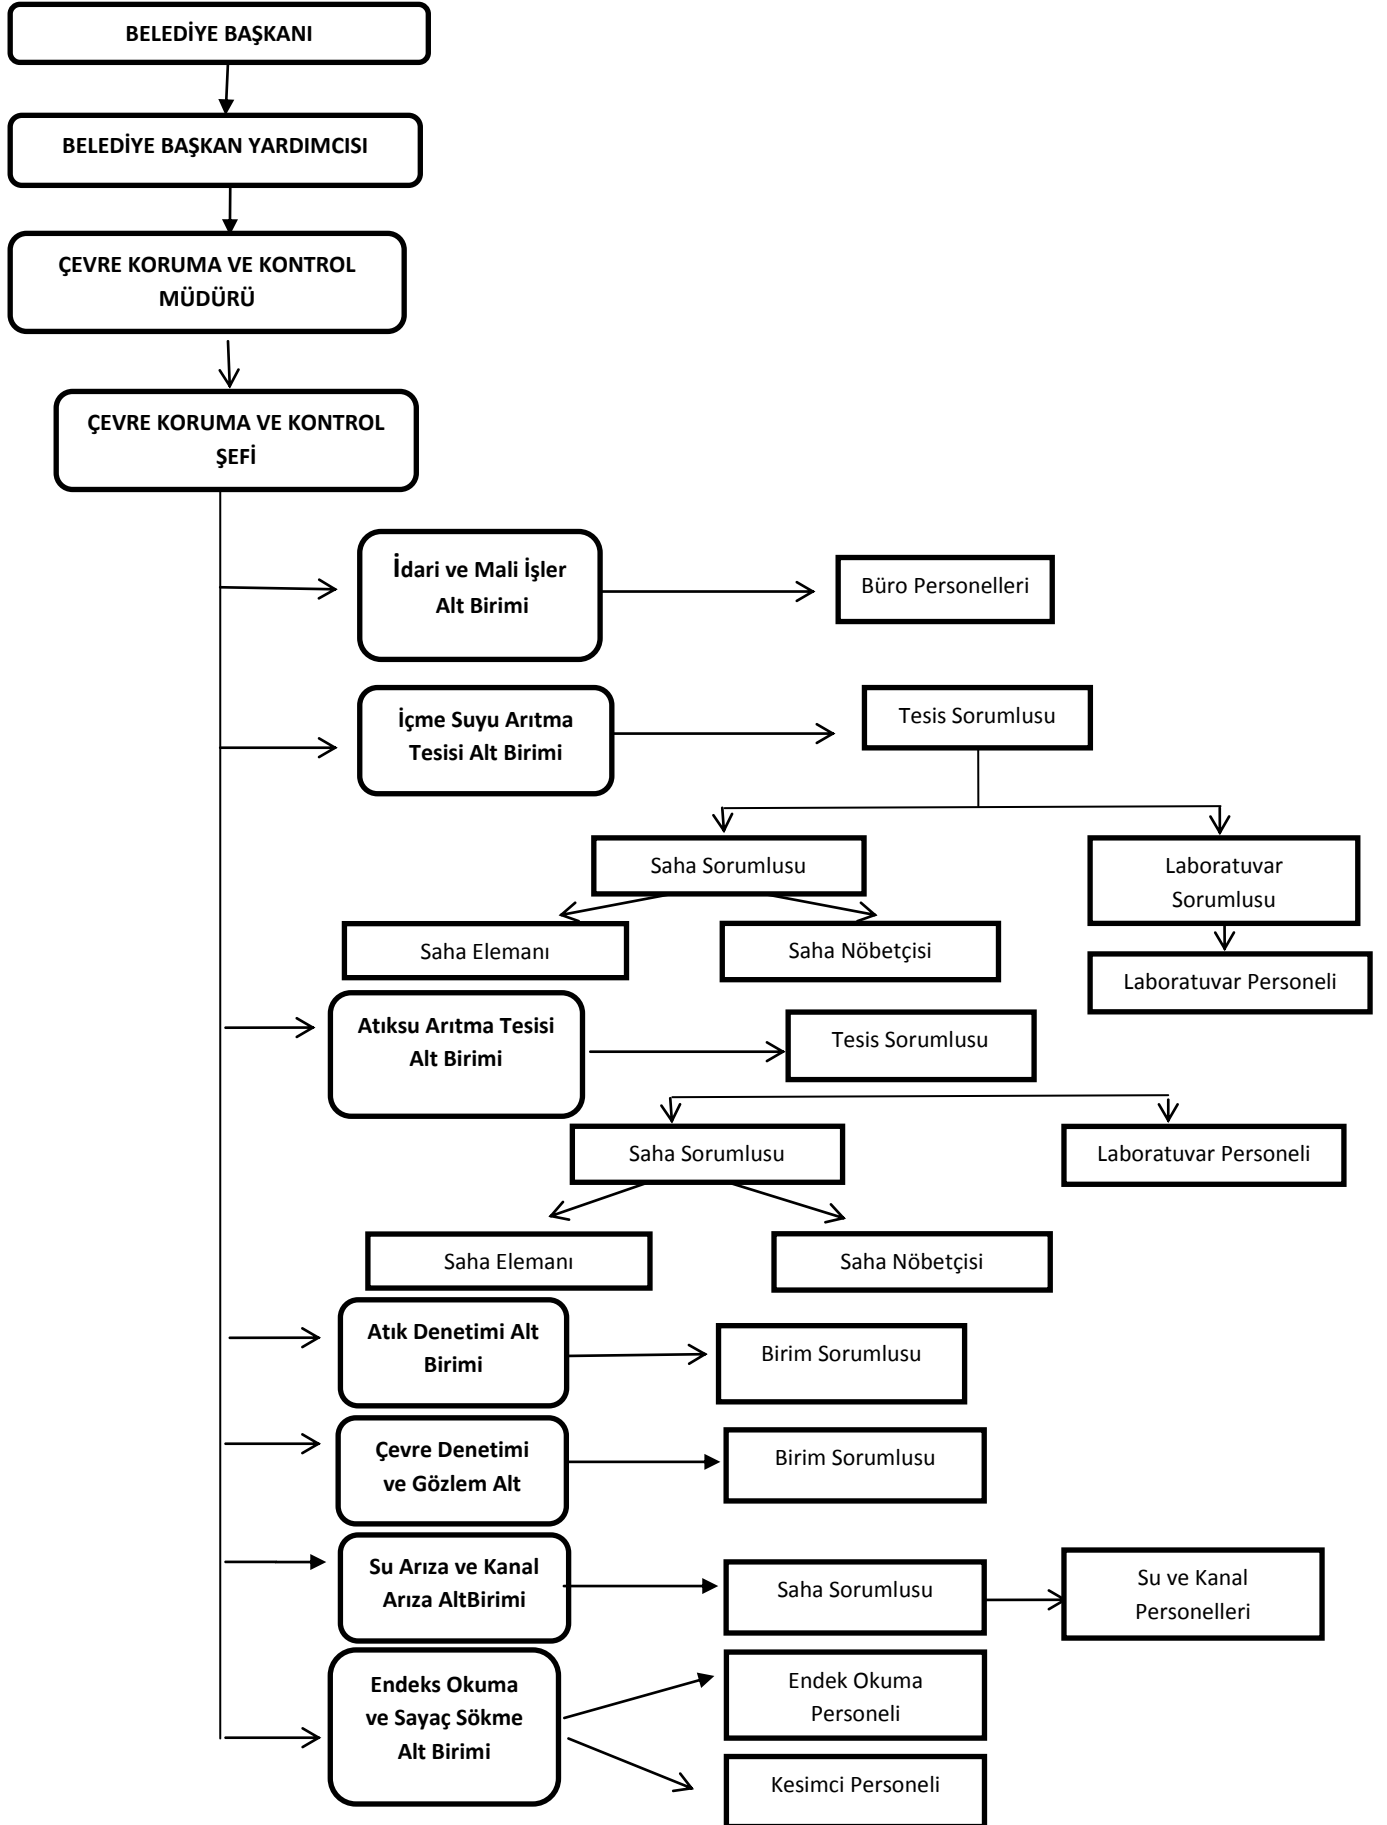 BELEDİYE BAŞKANI
BELEDİYE BAŞKAN YARDIMCISI
ÇEVRE KORUMA VE KONTROL
MÜDÜRÜ
ÇEVRE KORUMA VE KONTROL
ŞEFİ
İdari ve Mali İşler
Alt Birimi
Büro Personelleri
İçme Suyu Arıtma
Tesisi Alt Birimi
Tesis Sorumlusu
Saha Sorumlusu
Laboratuvar
Sorumlusu
Saha Elemanı
Saha Nöbetçisi
Laboratuvar Personeli
Atıksu Arıtma Tesisi
Alt Birimi
Tesis Sorumlusu
Saha Sorumlusu
Laboratuvar Personeli
Saha Elemanı
Saha Nöbetçisi
Atık Denetimi Alt
Birimi
Birim Sorumlusu
Çevre Denetimi
ve Gözlem Alt
Birim Sorumlusu
Su Arıza ve Kanal
Arıza AltBirimi
Saha Sorumlusu
Su ve Kanal
Personelleri
Endeks Okuma
ve Sayaç Sökme
Alt Birimi
Endek Okuma
Personeli
Kesimci Personeli